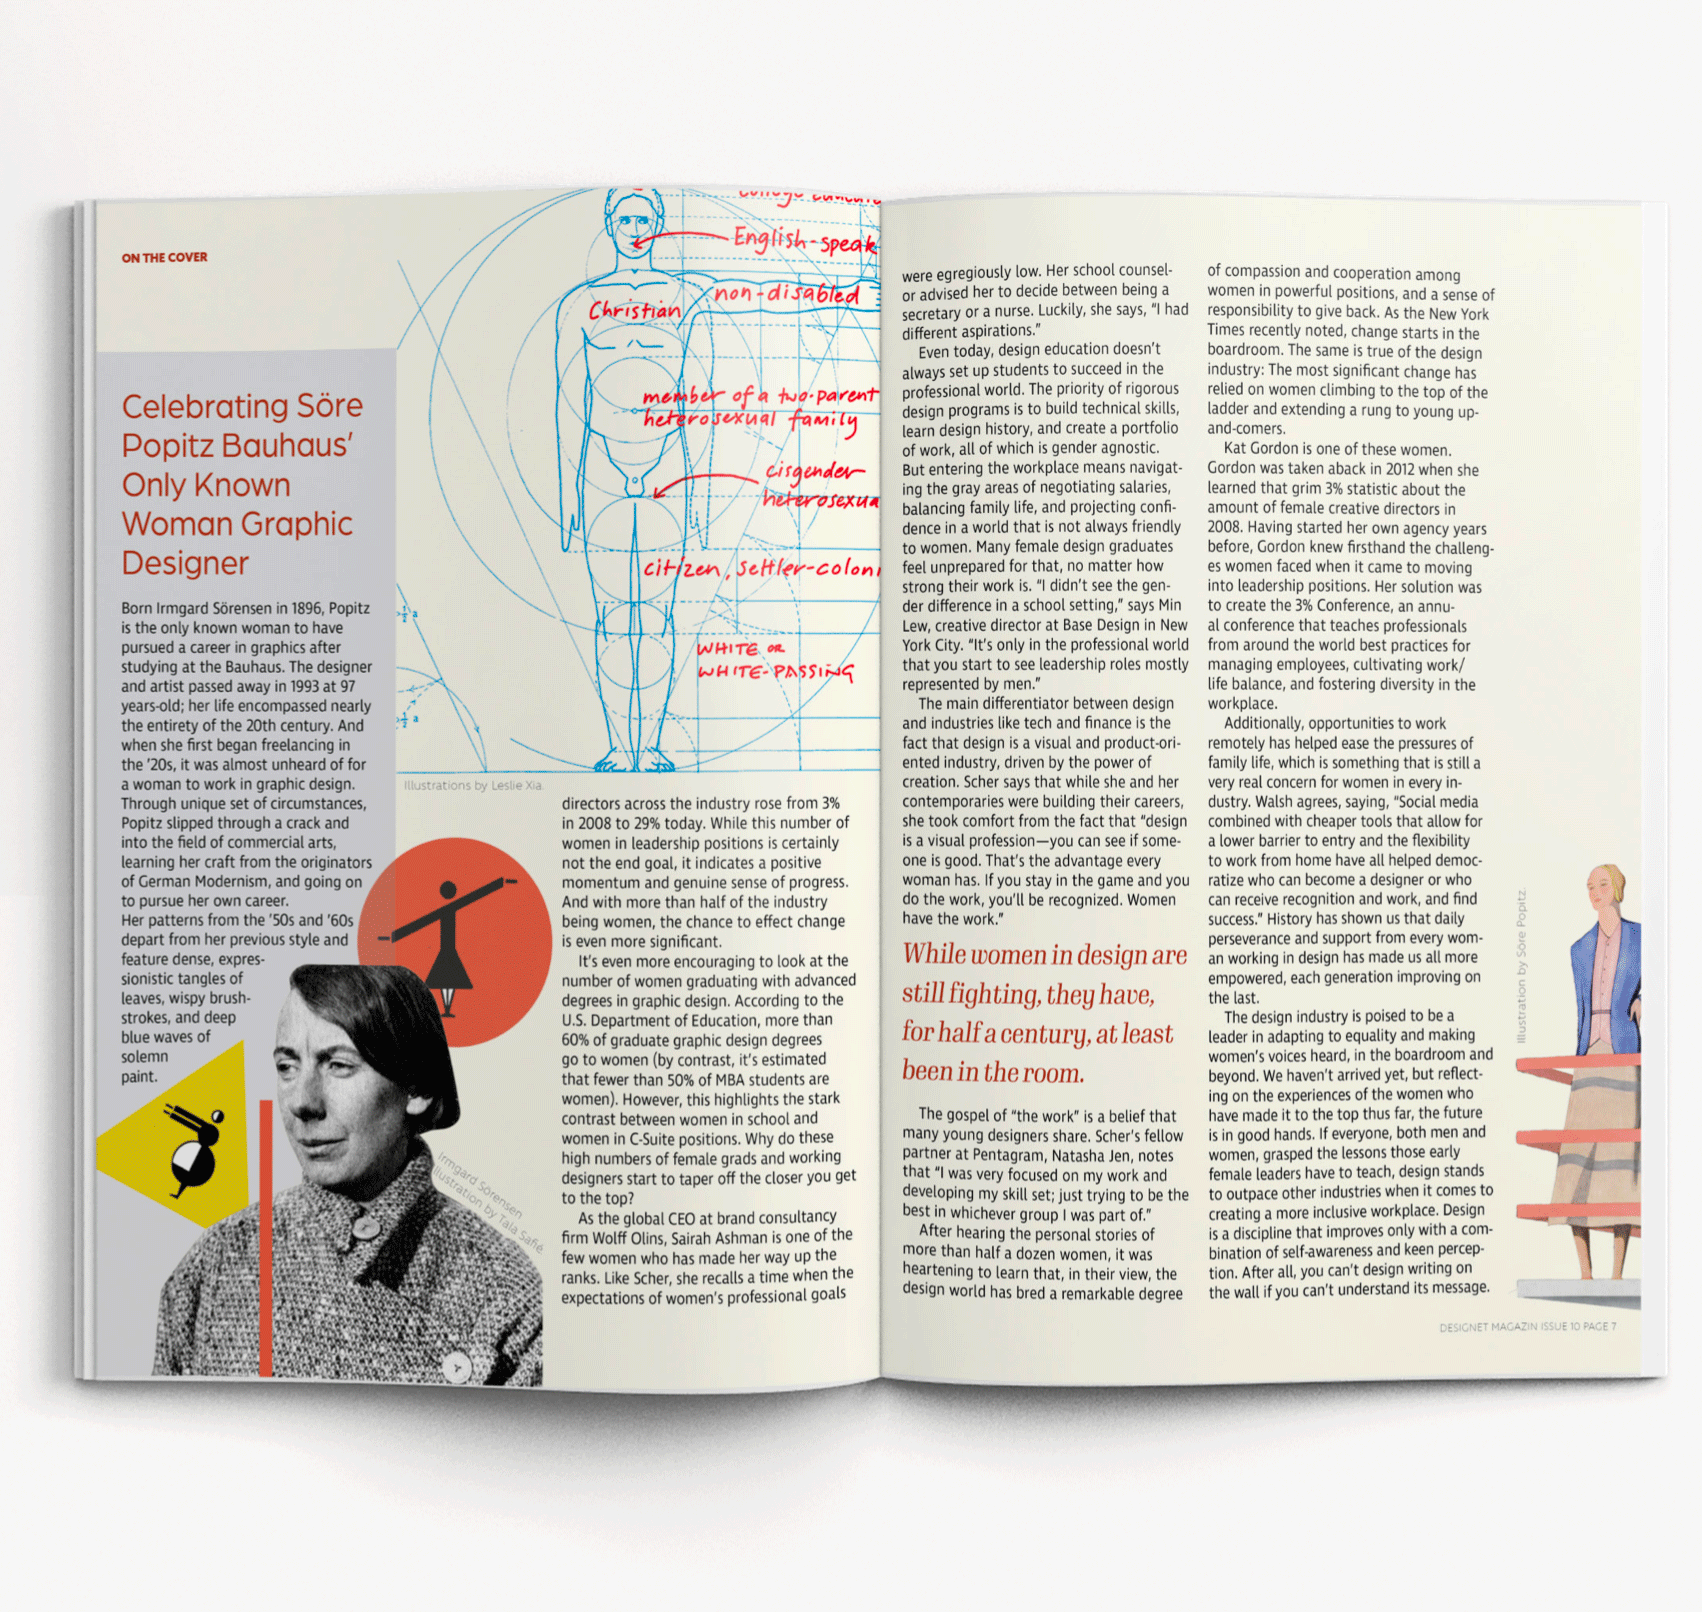 ON THE COVER
Celebrating Söre
Popitz Bauhaus’
Only Known
Woman Graphic
Designer
Born Irmgard Sörensen in 1896, Popitz
is the only known woman to have
pursued a career in graphics after
studying at the Bauhaus. The designer
and artist passed away in 1993 at 97
years-old; her life encompassed nearly
the entirety of the 20th century. And
when she first began freelancing in
the ’20s, it was almost unheard of for
a woman to work in graphic design.
Through unique set of circumstances,
Popitz slipped through a crack and
into the field of commercial arts,
learning her craft from the originators
of German Modernism, and going on
to pursue her own career.
Her patterns from the ’50s and ’60s
depart from her previous style and
feature dense, expres-
sionistic tangles of
leaves, wispy brush-
strokes, and deep
blue waves of
solemn
paint.
English-speak
non-disabled
Christian
member of a two-parent
heterosexual family
cisgender
heterosexua
citizen, settler-coloni
WHITE OR
WHITE-PASSING
½ a
½ a
Illustrations by Leslie Xia.
Irmgard Sörensen
Illustration by Tala Safié.
directors across the industry rose from 3%
in 2008 to 29% today. While this number of
women in leadership positions is certainly
not the end goal, it indicates a positive
momentum and genuine sense of progress.
And with more than half of the industry
being women, the chance to effect change
is even more significant.
It’s even more encouraging to look at the
number of women graduating with advanced
degrees in graphic design. According to the
U.S. Department of Education, more than
60% of graduate graphic design degrees
go to women (by contrast, it’s estimated
that fewer than 50% of MBA students are
women). However, this highlights the stark
contrast between women in school and
women in C-Suite positions. Why do these
high numbers of female grads and working
designers start to taper off the closer you get
to the top?
As the global CEO at brand consultancy
firm Wolff Olins, Sairah Ashman is one of the
few women who has made her way up the
ranks. Like Scher, she recalls a time when the
expectations of women’s professional goals
were egregiously low. Her school counsel-
or advised her to decide between being a
secretary or a nurse. Luckily, she says, “I had
different aspirations.”
Even today, design education doesn’t
always set up students to succeed in the
professional world. The priority of rigorous
design programs is to build technical skills,
learn design history, and create a portfolio
of work, all of which is gender agnostic.
But entering the workplace means navigat-
ing the gray areas of negotiating salaries,
balancing family life, and projecting confi-
dence in a world that is not always friendly
to women. Many female design graduates
feel unprepared for that, no matter how
strong their work is. “I didn’t see the gen-
der difference in a school setting,” says Min
Lew, creative director at Base Design in New
York City. “It’s only in the professional world
that you start to see leadership roles mostly
represented by men.”
The main differentiator between design
and industries like tech and finance is the
fact that design is a visual and product-ori-
ented industry, driven by the power of
creation. Scher says that while she and her
contemporaries were building their careers,
she took comfort from the fact that “design
is a visual profession—you can see if some-
one is good. That’s the advantage every
woman has. If you stay in the game and you
do the work, you’ll be recognized. Women
have the work.”
While women in design are
still fighting, they have,
for half a century, at least
been in the room.
The gospel of “the work” is a belief that
many young designers share. Scher’s fellow
partner at Pentagram, Natasha Jen, notes
that “I was very focused on my work and
developing my skill set; just trying to be the
best in whichever group I was part of.”
After hearing the personal stories of
more than half a dozen women, it was
heartening to learn that, in their view, the
design world has bred a remarkable degree
of compassion and cooperation among
women in powerful positions, and a sense of
responsibility to give back. As the New York
Times recently noted, change starts in the
boardroom. The same is true of the design
industry: The most significant change has
relied on women climbing to the top of the
ladder and extending a rung to young up-
and-comers.
Kat Gordon is one of these women.
Gordon was taken aback in 2012 when she
learned that grim 3% statistic about the
amount of female creative directors in
2008. Having started her own agency years
before, Gordon knew firsthand the challeng-
es women faced when it came to moving
into leadership positions. Her solution was
to create the 3% Conference, an annu-
al conference that teaches professionals
from around the world best practices for
managing employees, cultivating work/
life balance, and fostering diversity in the
workplace.
Additionally, opportunities to work
remotely has helped ease the pressures of
family life, which is something that is still a
very real concern for women in every in-
dustry. Walsh agrees, saying, “Social media
combined with cheaper tools that allow for
a lower barrier to entry and the flexibility
to work from home have all helped democ-
ratize who can become a designer or who
can receive recognition and work, and find
success.” History has shown us that daily
perseverance and support from every wom-
an working in design has made us all more
empowered, each generation improving on
the last.
The design industry is poised to be a
leader in adapting to equality and making
women’s voices heard, in the boardroom and
beyond. We haven’t arrived yet, but reflect-
ing on the experiences of the women who
have made it to the top thus far, the future
is in good hands. If everyone, both men and
women, grasped the lessons those early
female leaders have to teach, design stands
to outpace other industries when it comes to
creating a more inclusive workplace. Design
is a discipline that improves only with a com-
bination of self-awareness and keen percep-
tion. After all, you can’t design writing on
the wall if you can’t understand its message.
Illustration by Söre Popitz.
DESIGNET MAGAZIN ISSUE 10 PAGE 7